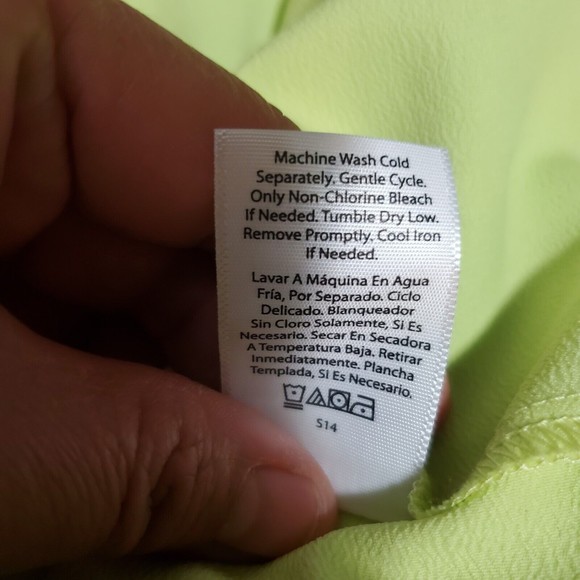 Machine Wash Cold
Separately, Gentle Cycle.
Only Non-Chlorine Bleach
If Needed. Tumble Dry Low.
Remove Promptly, Cool Iron
If Needed.
Lavar A Máquina En Agua
Fría, Por Separado. Ciclo
Delicado. Blanqueador
Sin Cloro Solamente, Si Es
Necesario. Secar En Secadora
A Temperatura Baja. Retirar
Inmediatamente. Plancha
Templada, Si Es Necesario.
S14